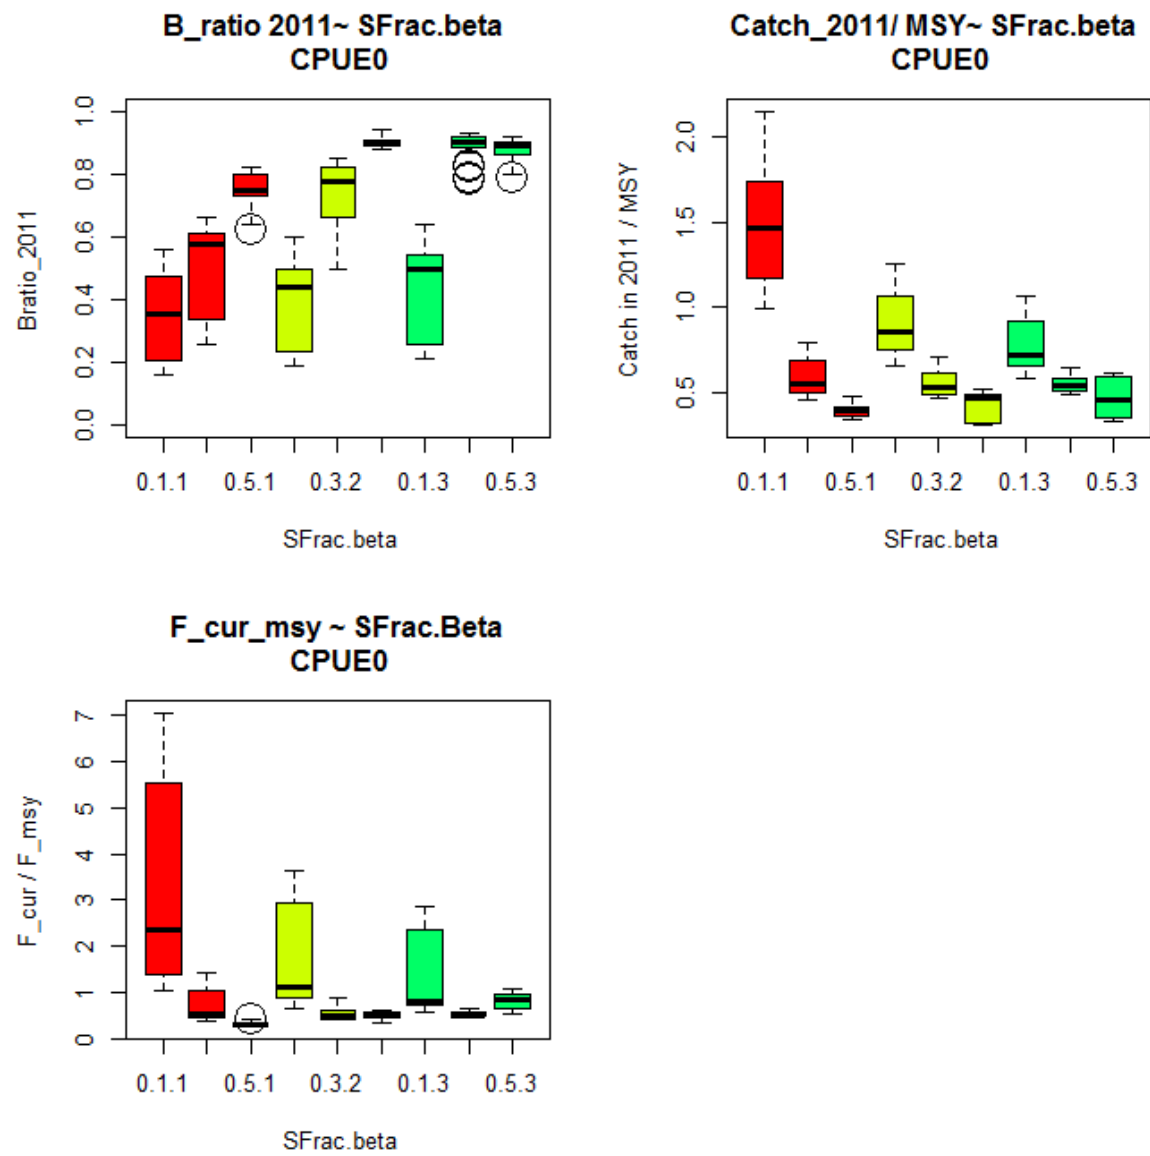 B_ratio 2011~ SFrac.beta
CPUE0
Bratio_2011
1.0
0.8
0.6
0.4
0.2
0.0
0.1.1 0.5.1 0.3.2 0.1.3 0.5.3
SFrac.beta
Catch_2011/ MSY~ SFrac.beta
CPUE0
Catch in 2011 / MSY
2.0
1.5
1.0
0.5
0.1.1 0.5.1 0.3.2 0.1.3 0.5.3
SFrac.beta
F_cur_msy ~ SFrac.Beta
CPUE0
F_cur / F_msy
7
6
5
4
3
2
1
0
0.1.1 0.5.1 0.3.2 0.1.3 0.5.3
SFrac.beta